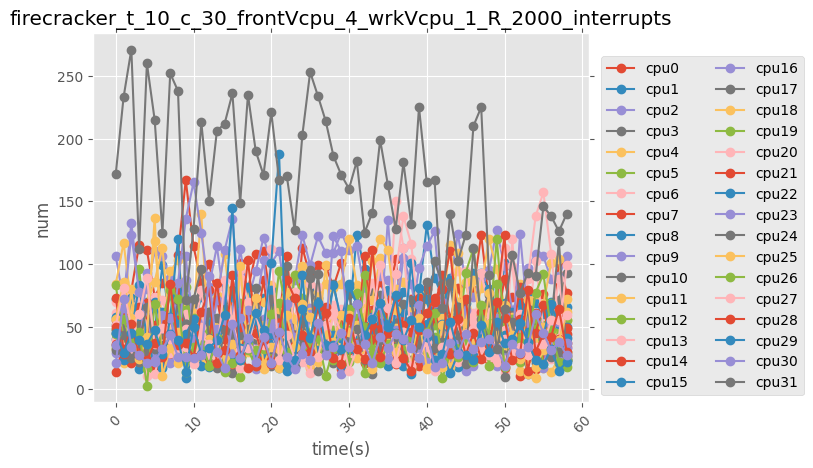 firecracker_t_10_c_30_frontVcpu_4_wrkVcpu_1_R_2000_interrupts
250
200
150
100
50
0
num
0
10
20
30
40
50
60
time(s)
cpu0
cpu1
cpu2
cpu3
cpu4
cpu5
cpu6
cpu7
cpu8
cpu9
cpu10
cpu11
cpu12
cpu13
cpu14
cpu15
cpu16
cpu17
cpu18
cpu19
cpu20
cpu21
cpu22
cpu23
cpu24
cpu25
cpu26
cpu27
cpu28
cpu29
cpu30
cpu31